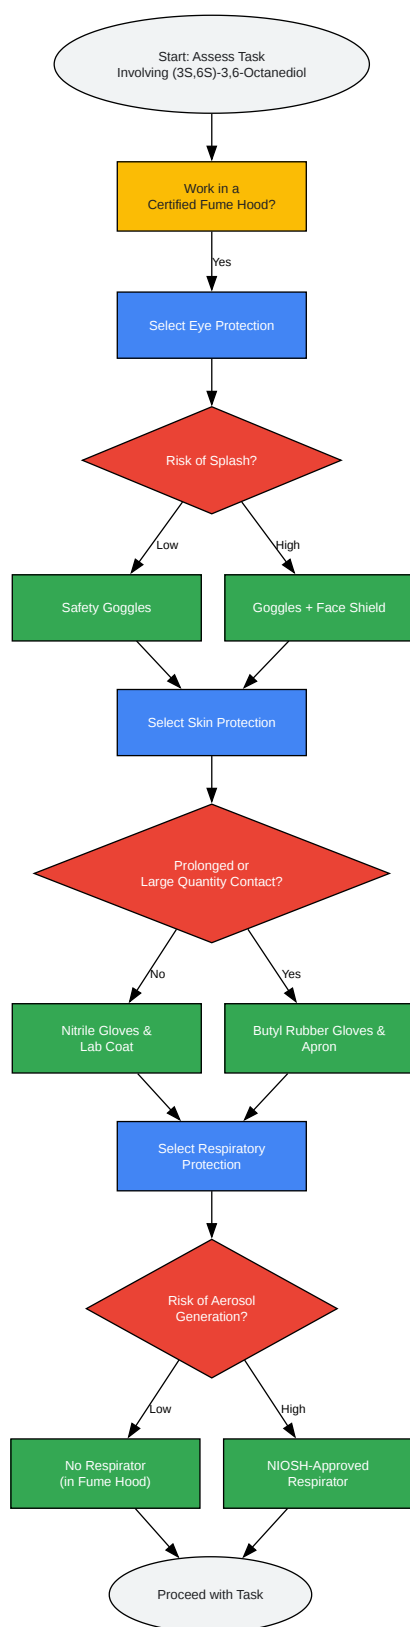 Start: Assess Task
Involving (3S,6S)-3,6-Octanediol
Work in a
Certified Fume Hood?
Yes
Select Eye Protection
Risk of Splash?
Low
High
Safety Goggles
Goggles + Face Shield
Select Skin Protection
Prolonged or
Large Quantity Contact?
No
Yes
Nitrile Gloves &
Lab Coat
Butyl Rubber Gloves &
Apron
Select Respiratory
Protection
Risk of Aerosol
Generation?
Low
High
No Respirator
(in Fume Hood)
NIOSH-Approved
Respirator
Proceed with Task